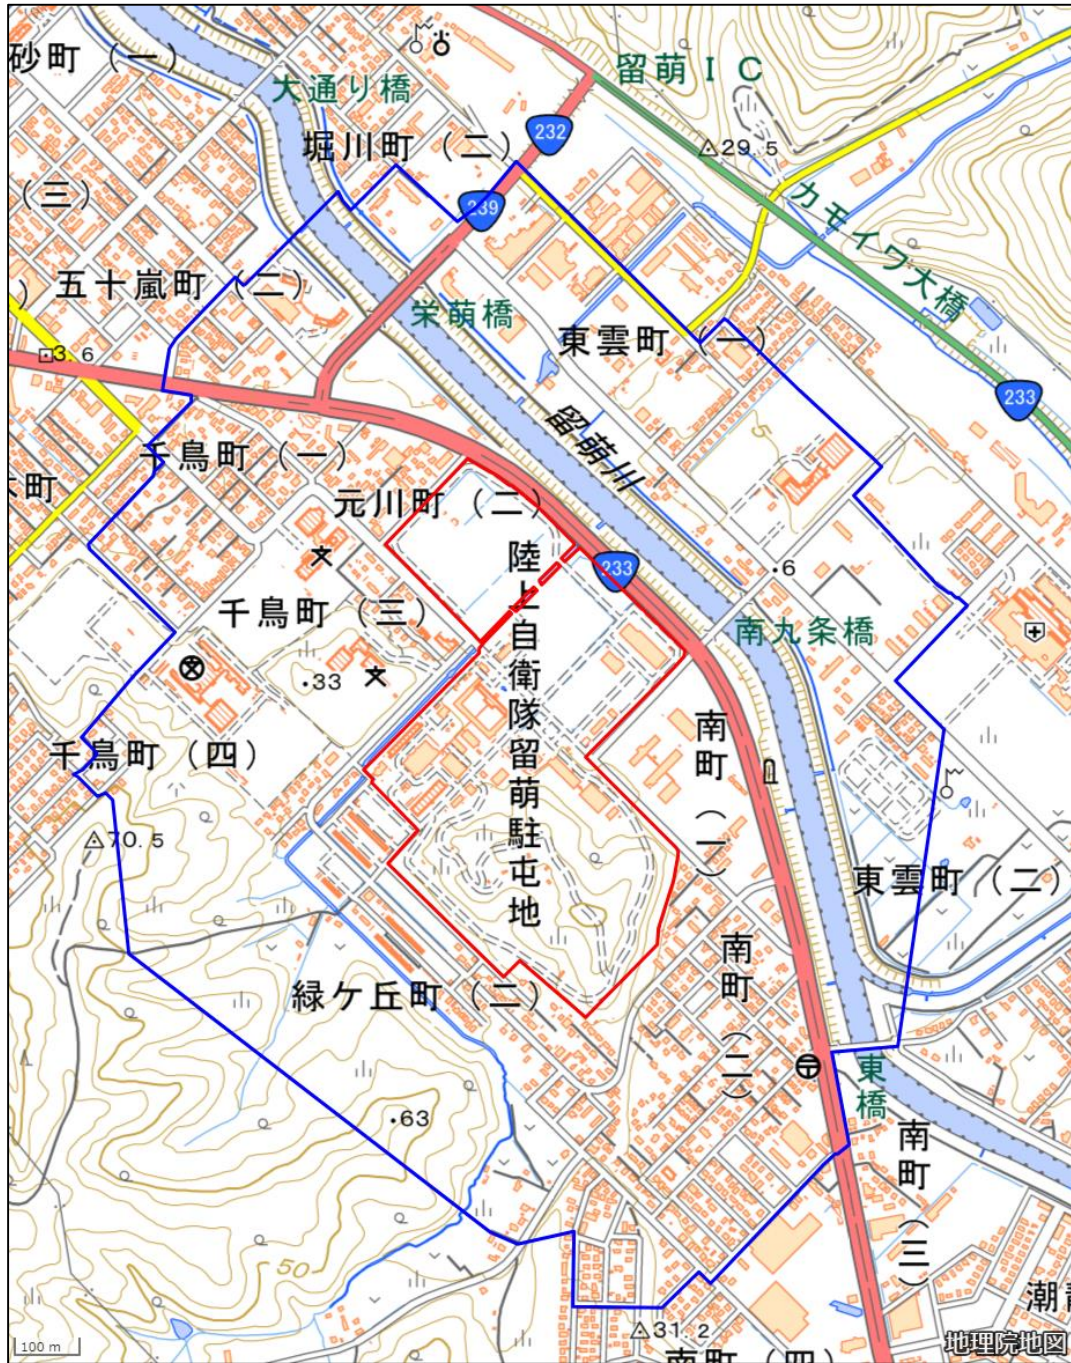 砂町(一)
大通り橋
留萌IC
堀川町(二)
232
29.5
(三)
239
カモイワ大橋
五十嵐町(二)
栄萌橋
東雲町(一)
3.6
233
留萌川
千鳥町(一)
町
元川町(二)
陸上自衛隊留萌駐屯地
233
6
千鳥町(三)
南九条橋
33
南町(一)
千鳥町(四)
70.5
東雲町(二)
南町(二)
緑ケ丘町(二)
東橋
63
南町(三)
50
潮
31.2
100 m
南町(四)
地理院地図